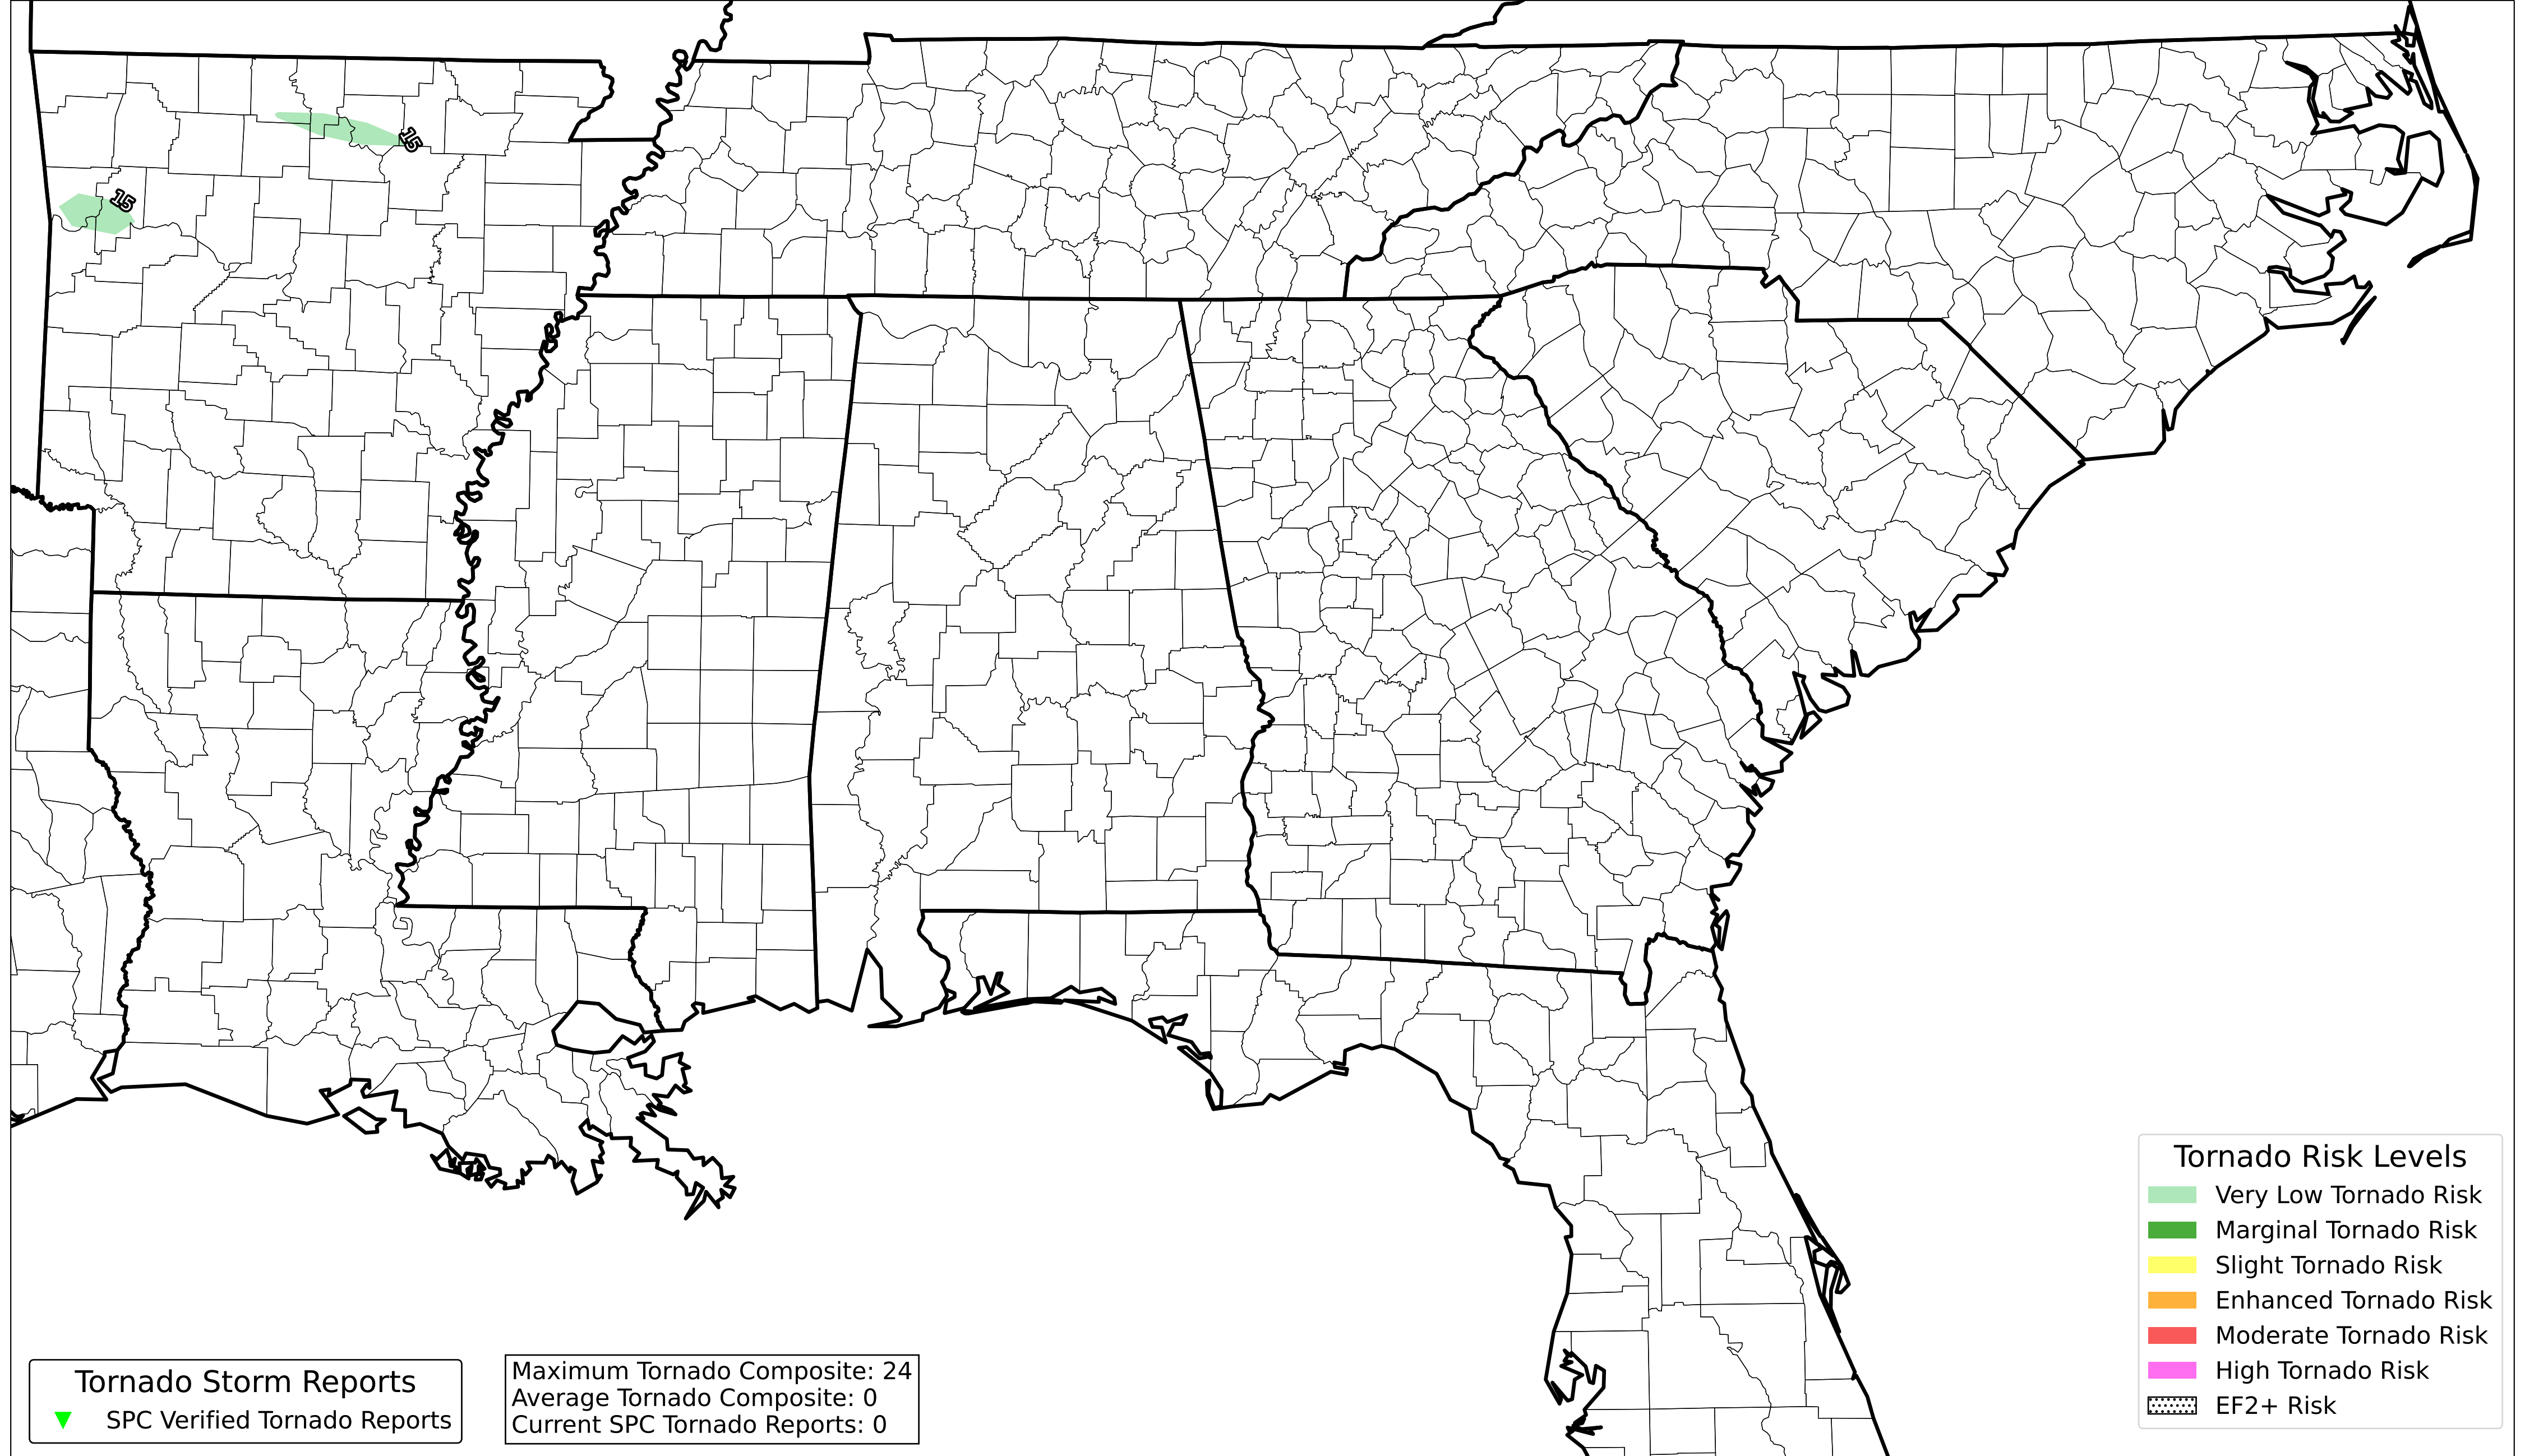 15
15
Tornado Risk Levels
Very Low Tornado Risk
Marginal Tornado Risk
Slight Tornado Risk
Enhanced Tornado Risk
Moderate Tornado Risk
High Tornado Risk
EF2+ Risk
Tornado Storm Reports
SPC Verified Tornado Reports
Maximum Tornado Composite: 24
Average Tornado Composite: 0
Current SPC Tornado Reports: 0